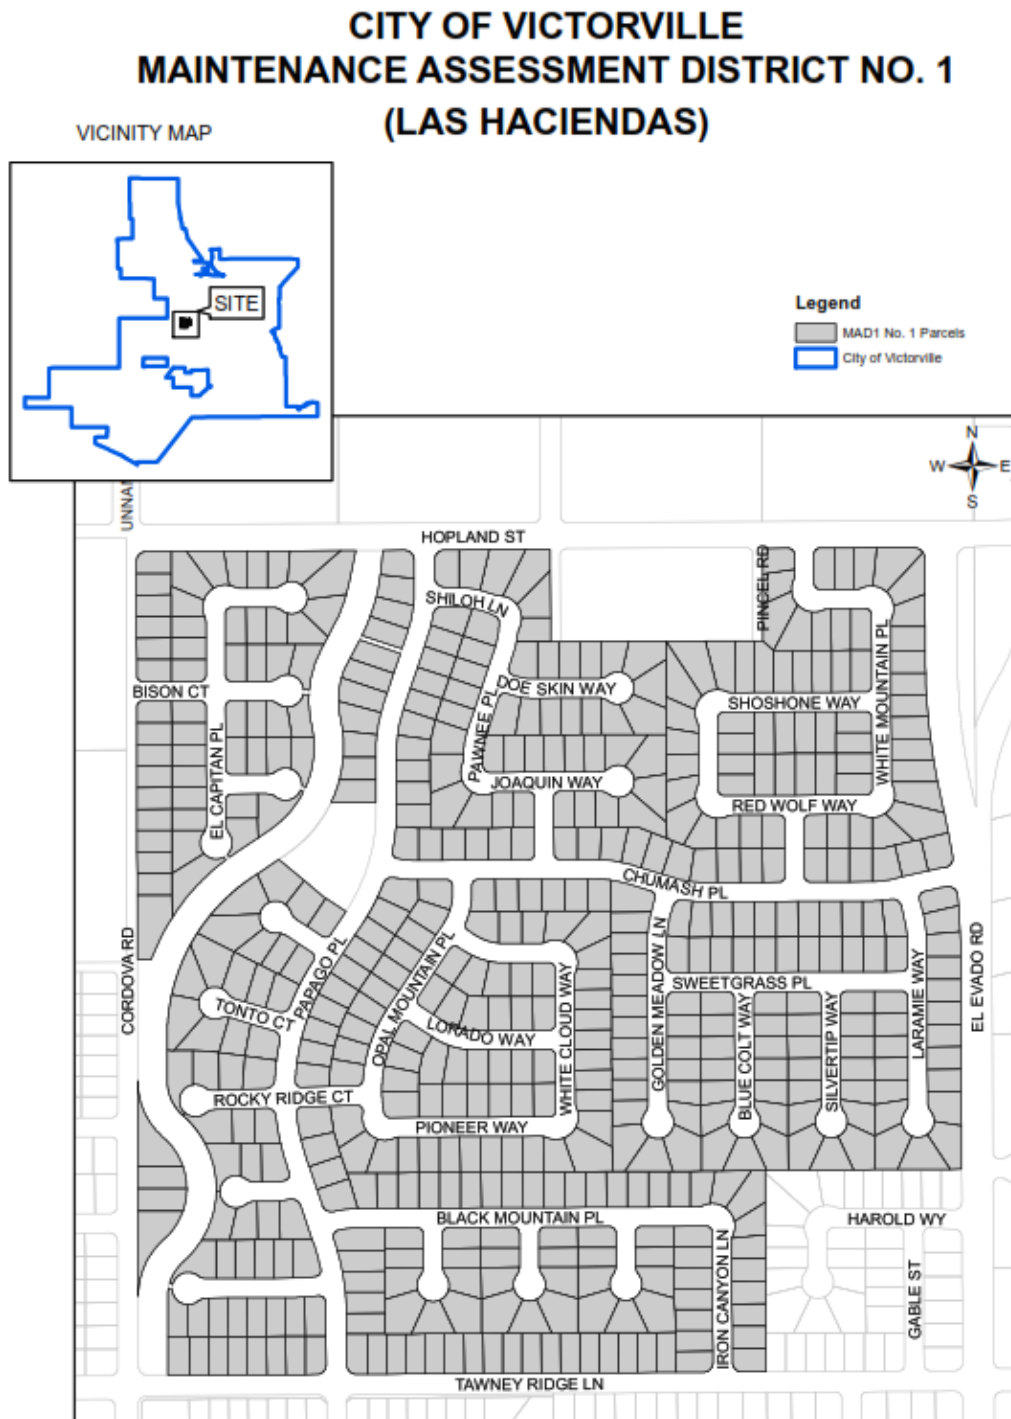 CITY OF VICTORVILLE
MAINTENANCE ASSESSMENT DISTRICT NO. 1
(LAS HACIENDAS)
VICINITY MAP
SITE
Legend
MAD1 No. 1 Parcels
City of Victorville
N
W E
S
UNNAM
HOPLAND ST
PINCEL RD
SHILOH LN
WHITE MOUNTAIN PL
BISON CT
DOE SKIN WAY
SHOSHONE WAY
EL CAPITAN PL
PAWNEE PL
JOAQUIN WAY
RED WOLF WAY
CHUMASH PL
CORDOVA RD
PAPAGO PL
OPAL MOUNTAIN PL
WHITE CLOUD WAY
GOLDEN MEADOW LN
SWEETGRASS PL
LARAMIE WAY
EL EVADO RD
TONTO CT
LORADO WAY
BLUE COLT WAY
SILVERTIP WAY
ROCKY RIDGE CT
PIONEER WAY
BLACK MOUNTAIN PL
HAROLD WY
IRON CANYON LN
GABLE ST
TAWNEY RIDGE LN